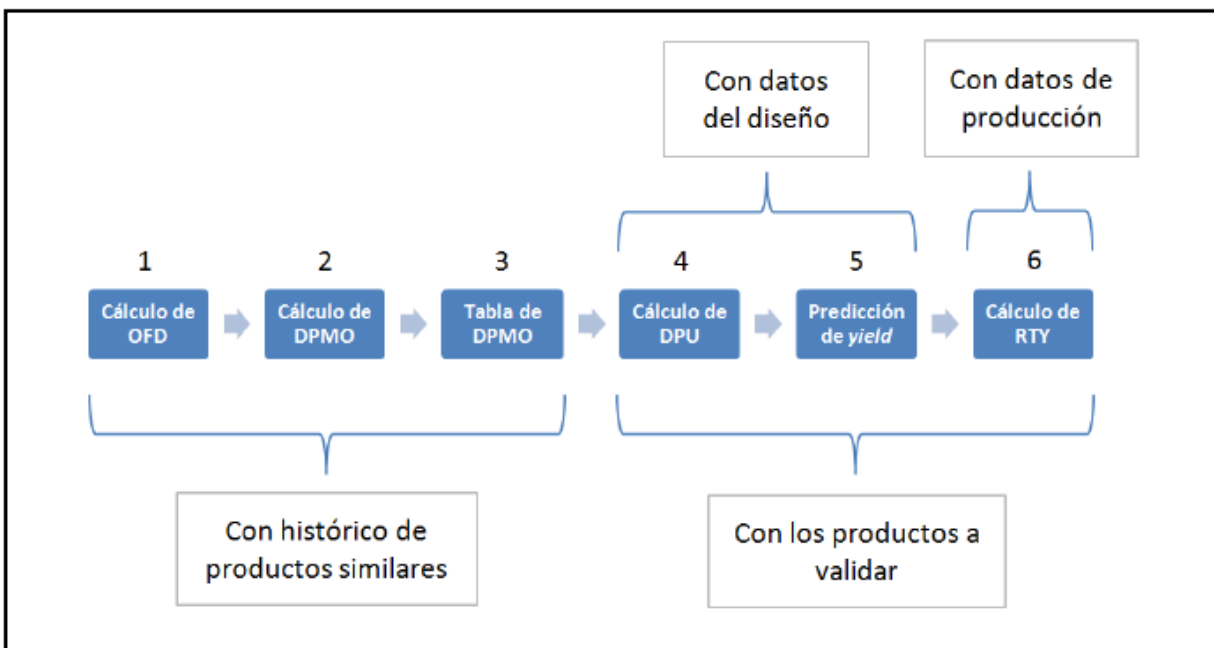 Con datos
del diseño
Con datos de
producción
1
2
3
4
5
6
Cálculo de
OFD
Cálculo de
DPMO
Tabla de
DPMO
Cálculo de
DPU
Predicción
de yield
Cálculo de
RTY
Con histórico de
productos similares
Con los productos a
validar